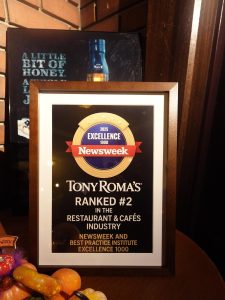 A LITTLE
BIT OF
HONEY.
2025
EXCELLENCE
1000
Newsweek
TONY ROMA'S
RANKED #2
IN THE
RESTAURANT & CAFÉS
INDUSTRY
NEWSWEEK AND
BEST PRACTICE INSTITUTE
EXCELLENCE 1000